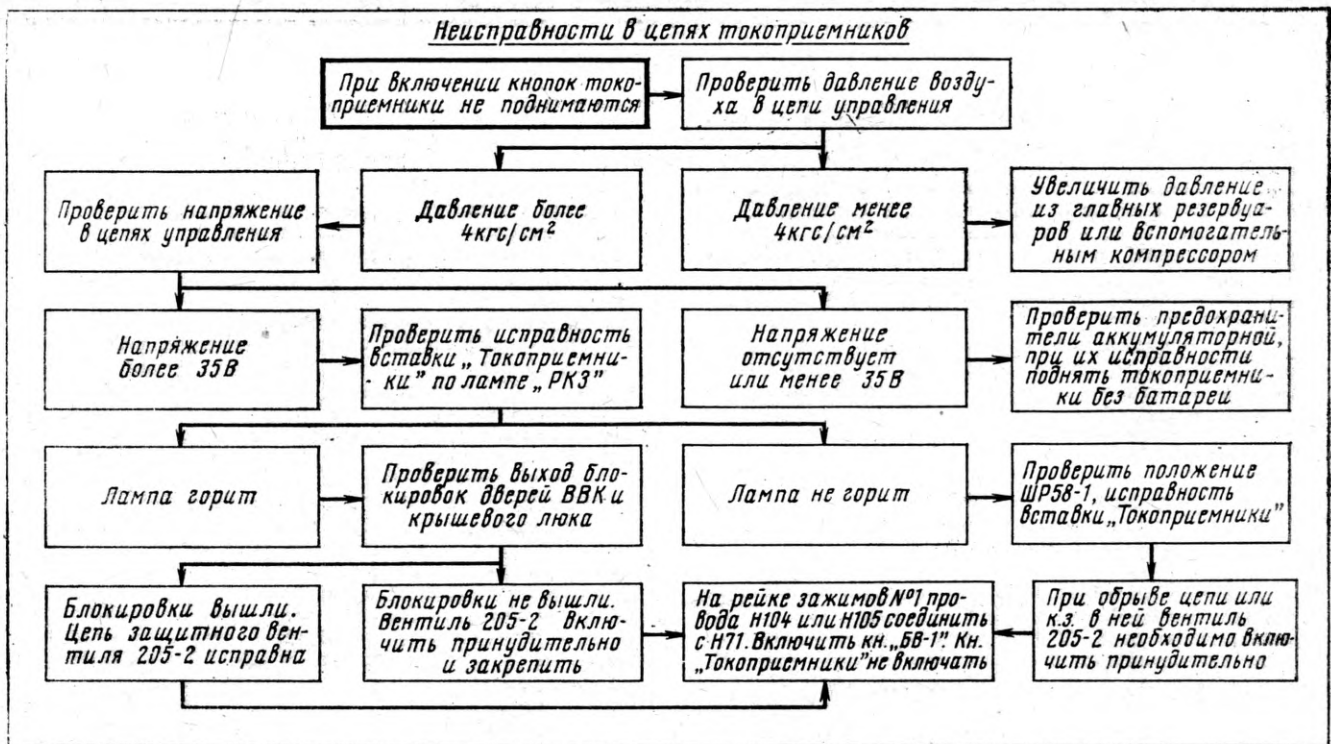 Неисправности в цепях токоприемников
При включении кнопок токо-
приемники не поднимаются
Проверить давление возду-
ха в цепи управления
Проверить напряжение
в цепях управления
Давление более
4кгс/см²
Давление менее
4кгс/см²
Увеличить давление
из главных резервуа-
ров или вспомогатель-
ным компрессором
Напряжение
более 35В
Проверить исправность
вставки „Токоприемни-
ки" по лампе „РКЗ"
Напряжение
отсутствует
или менее 35В
Проверить предохрани-
тели аккумуляторной,
при их исправности
поднять токоприемни-
ки без батареи
Лампа горит
Проверить выход бло-
кировок дверей ВВК и
крышевого люка
Лампа не горит
Проверить положение
ШР58-1, исправность
вставки „Токоприемники"
Блокировки вышли.
Цепь защитного вен-
тиля 205-2 исправна
Блокировки не вышли.
Вентиль 205-2 Вклю-
чить принудительно
и закрепить
На рейке зажимов №1 про-
вода Н104 или Н105 соединить
с Н71. Включить кн. „БВ-1". Кн.
„Токоприемники" не включать
При обрыве цепи или
к.з. в ней вентиль
205-2 необходимо вклю-
чить принудительно